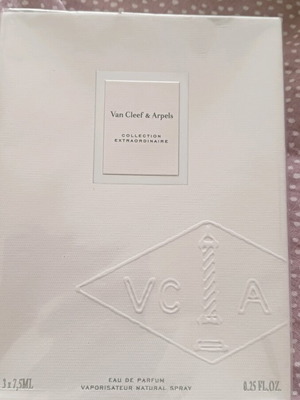 Van Cleef & Arpels
COLLECTION
EXTRAORDINAIRE
VC A
3 x 7,5ML
EAU DE PARFUM
VAPORISATEUR NATURAL SPRAY
0.25 FL.OZ.